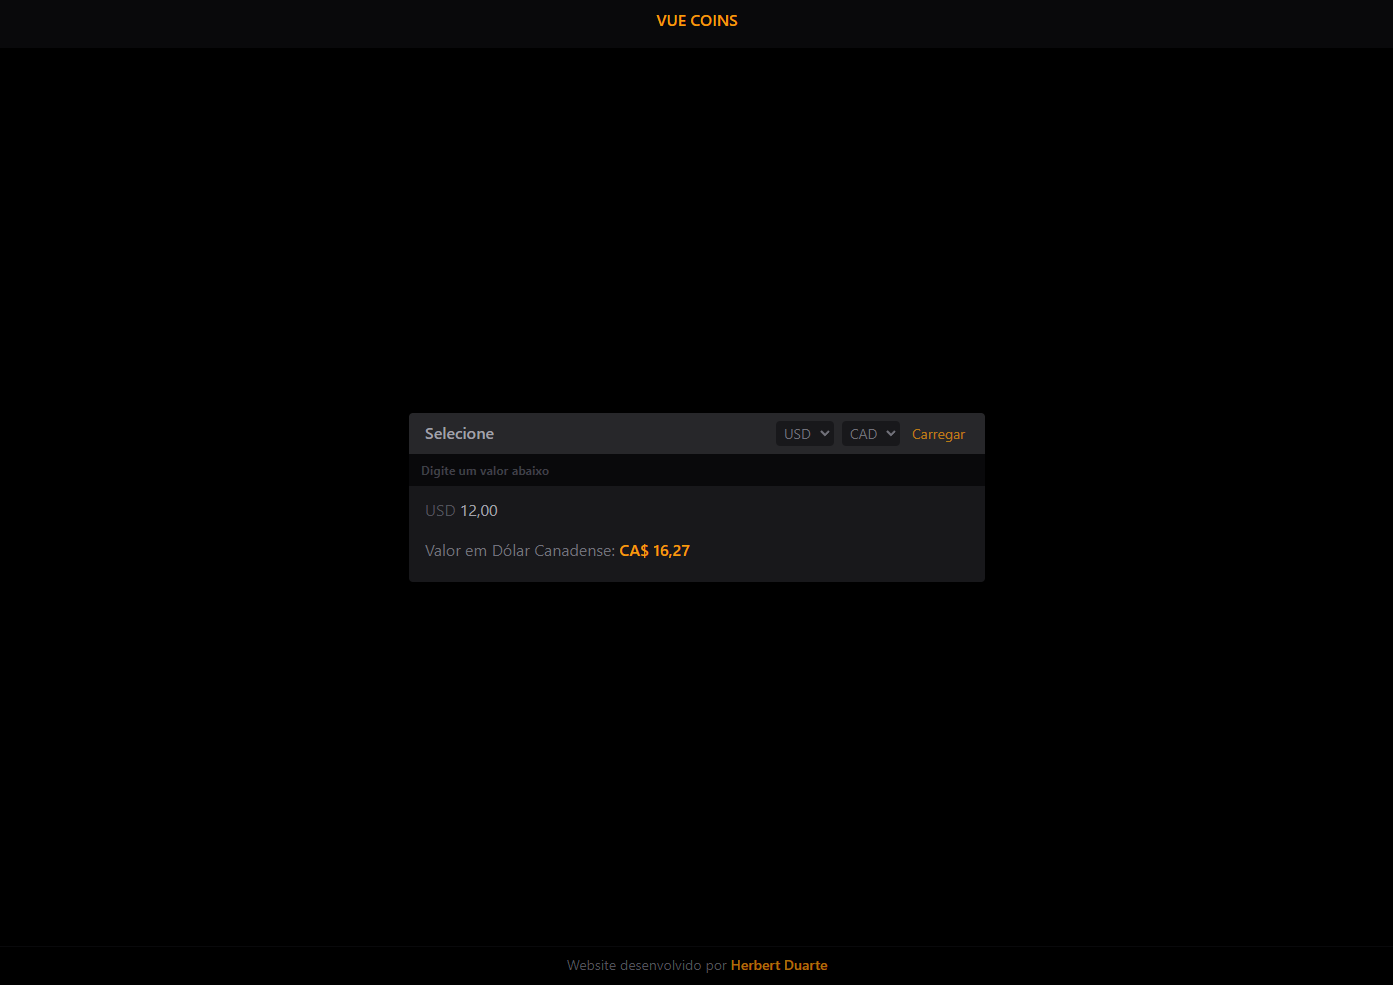 VUE COINS
Selecione USD CAD Carregar
Digite um valor abaixo
USD 12,00
Valor em Dólar Canadense: CA$ 16,27
Website desenvolvido por Herbert Duarte